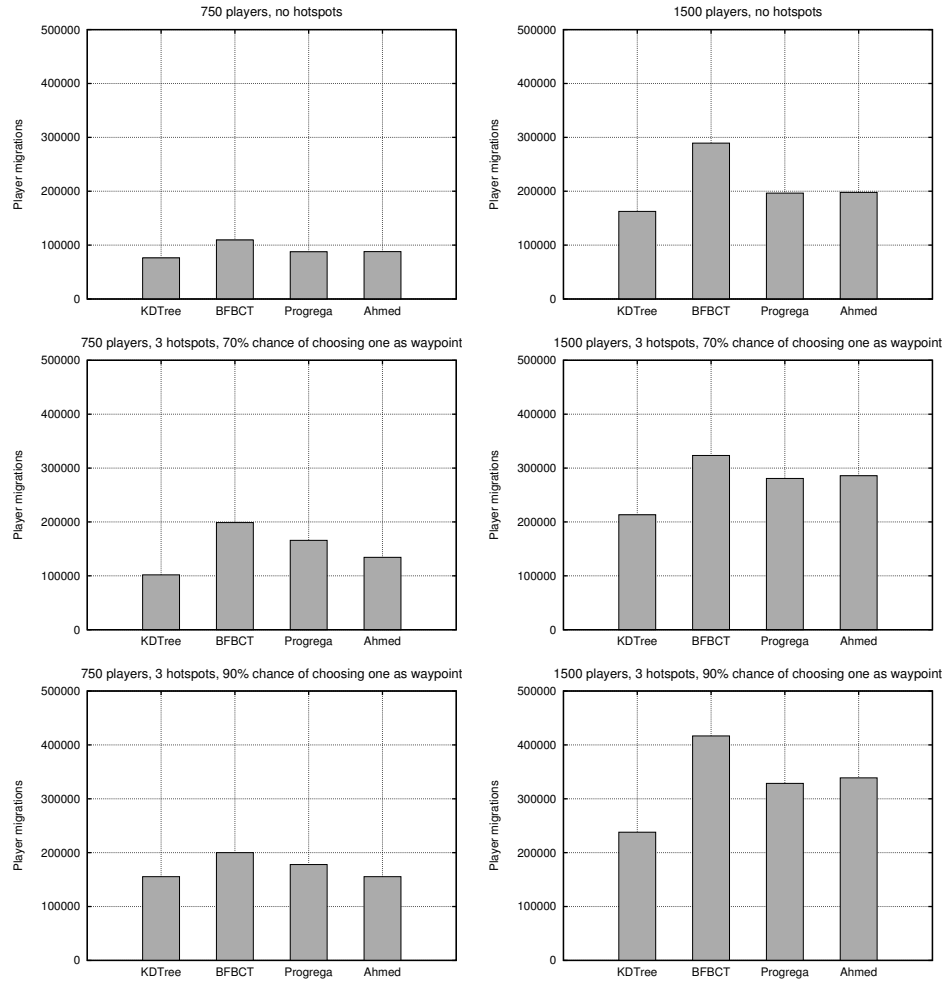 750 players, no hotspots
500000
400000
300000
200000
100000
0
Player migrations
KDTree BFBCT Progrega Ahmed
1500 players, no hotspots
500000
400000
300000
200000
100000
0
Player migrations
KDTree BFBCT Progrega Ahmed
750 players, 3 hotspots, 70% chance of choosing one as waypoint
500000
400000
300000
200000
100000
0
Player migrations
KDTree BFBCT Progrega Ahmed
1500 players, 3 hotspots, 70% chance of choosing one as waypoint
500000
400000
300000
200000
100000
0
Player migrations
KDTree BFBCT Progrega Ahmed
750 players, 3 hotspots, 90% chance of choosing one as waypoint
500000
400000
300000
200000
100000
0
Player migrations
KDTree BFBCT Progrega Ahmed
1500 players, 3 hotspots, 90% chance of choosing one as waypoint
500000
400000
300000
200000
100000
0
Player migrations
KDTree BFBCT Progrega Ahmed